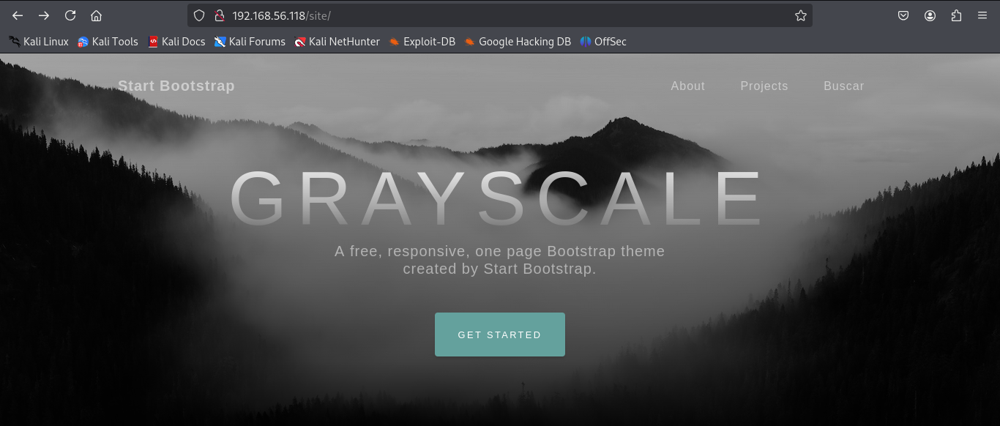 192.168.56.118/site/
Kali Linux Kali Tools Kali Docs Kali Forums Kali NetHunter Exploit-DB Google Hacking DB OffSec
Start Bootstrap About Projects Buscar
GRAYSCALE
A free, responsive, one page Bootstrap theme
created by Start Bootstrap.
GET STARTED